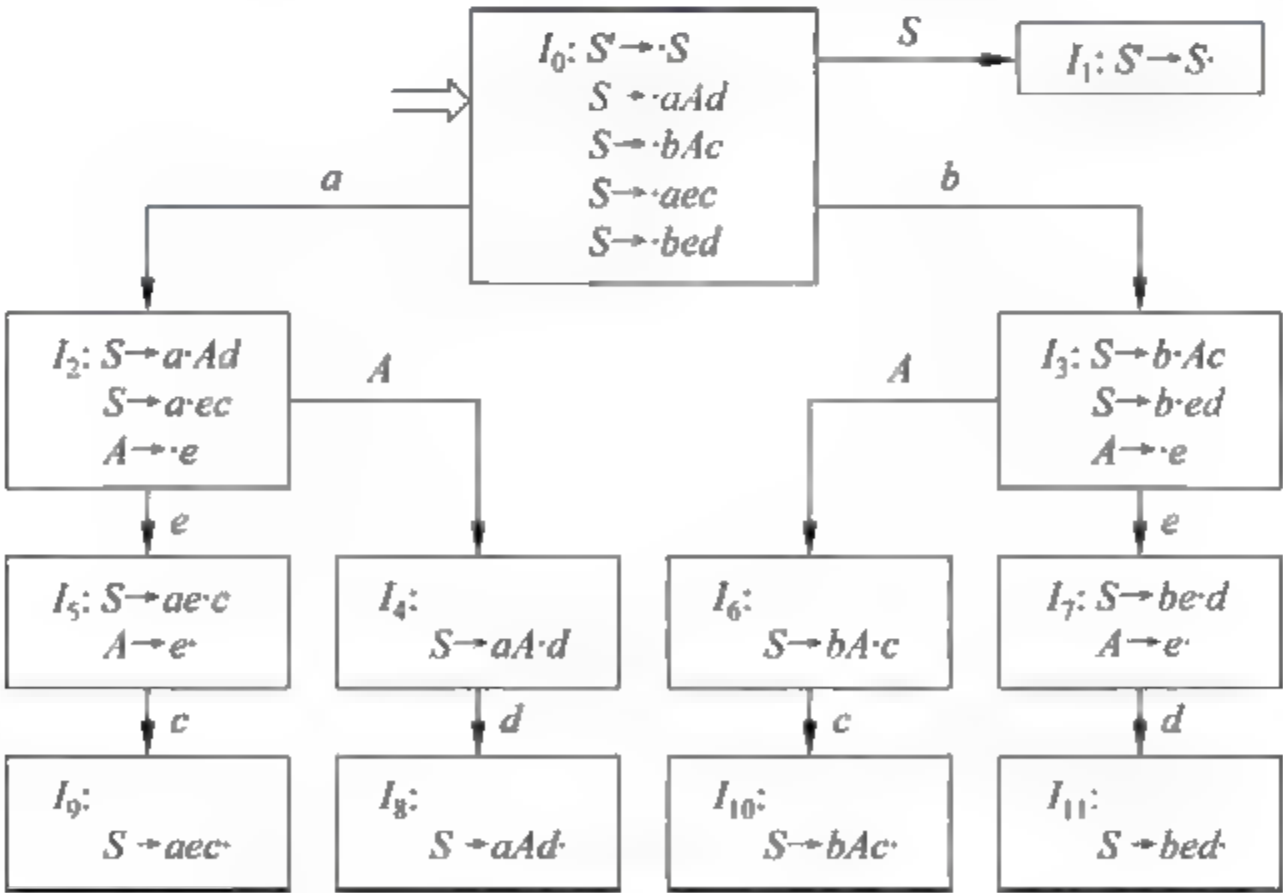 I₀: S'→·S
S→·aAd
S→·bAc
S→·aec
S→·bed
S
I₁: S'→S·
a
b
I₂: S→a·Ad
S→a·ec
A→·e
A
A
I₃: S→b·Ac
S→b·ed
A→·e
e
e
I₅: S→ae·c
A→e·
I₄:
S→aA·d
I₆:
S→bA·c
I₇: S→be·d
A→e·
c
d
c
d
I₉:
S→aec·
I₈:
S→aAd·
I₁₀:
S→bAc·
I₁₁:
S→bed·